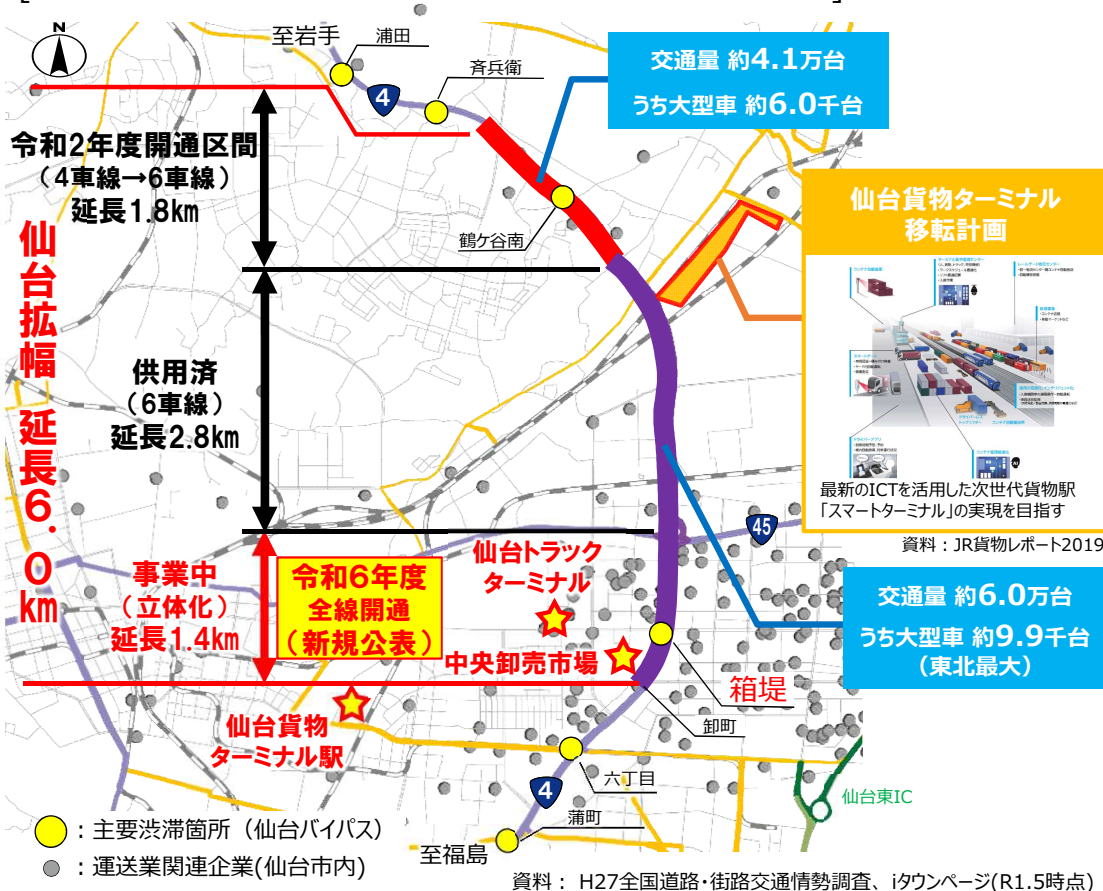 N
至岩手
浦田
斉兵衛
4
交通量 約4.1万台
うち大型車 約6.0千台
令和2年度開通区間
（4車線→6車線）
延長1.8km
鶴ケ谷南
仙台拡幅 延長6.0km
仙台貨物ターミナル
移転計画
供用済
（6車線）
延長2.8km
最新のICTを活用した次世代貨物駅
「スマートターミナル」の実現を目指す
資料：JR貨物レポート2019
45
事業中
（立体化）
延長1.4km
令和6年度
全線開通
（新規公表）
仙台トラック
ターミナル
中央卸売市場
交通量 約6.0万台
うち大型車 約9.9千台
（東北最大）
箱堤
卸町
仙台貨物
ターミナル駅
六丁目
4
蒲町
仙台東IC
至福島
：主要渋滞箇所（仙台バイパス）
：運送業関連企業(仙台市内)
資料： H27全国道路･街路交通情勢調査、iタウンページ(R1.5時点)